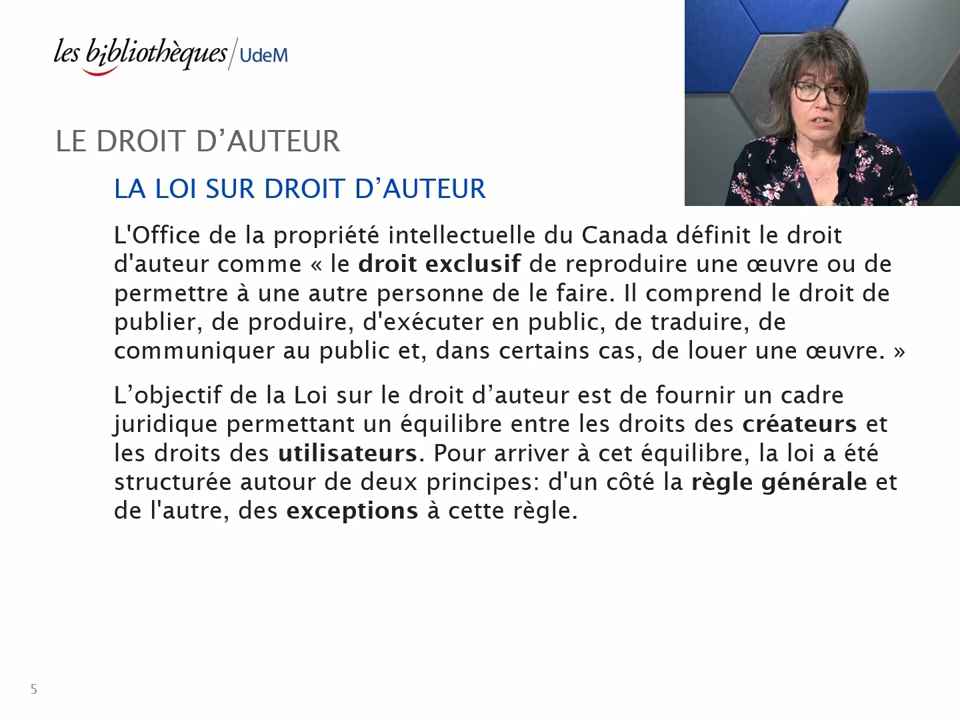 les bibliothèques/UdeM
LE DROIT D’AUTEUR
LA LOI SUR DROIT D’AUTEUR
L'Office de la propriété intellectuelle du Canada définit le droit
d'auteur comme « le droit exclusif de reproduire une œuvre ou de
permettre à une autre personne de le faire. Il comprend le droit de
publier, de produire, d'exécuter en public, de traduire, de
communiquer au public et, dans certains cas, de louer une œuvre. »
L’objectif de la Loi sur le droit d’auteur est de fournir un cadre
juridique permettant un équilibre entre les droits des créateurs et
les droits des utilisateurs. Pour arriver à cet équilibre, la loi a été
structurée autour de deux principes: d'un côté la règle générale et
de l'autre, des exceptions à cette règle.
5